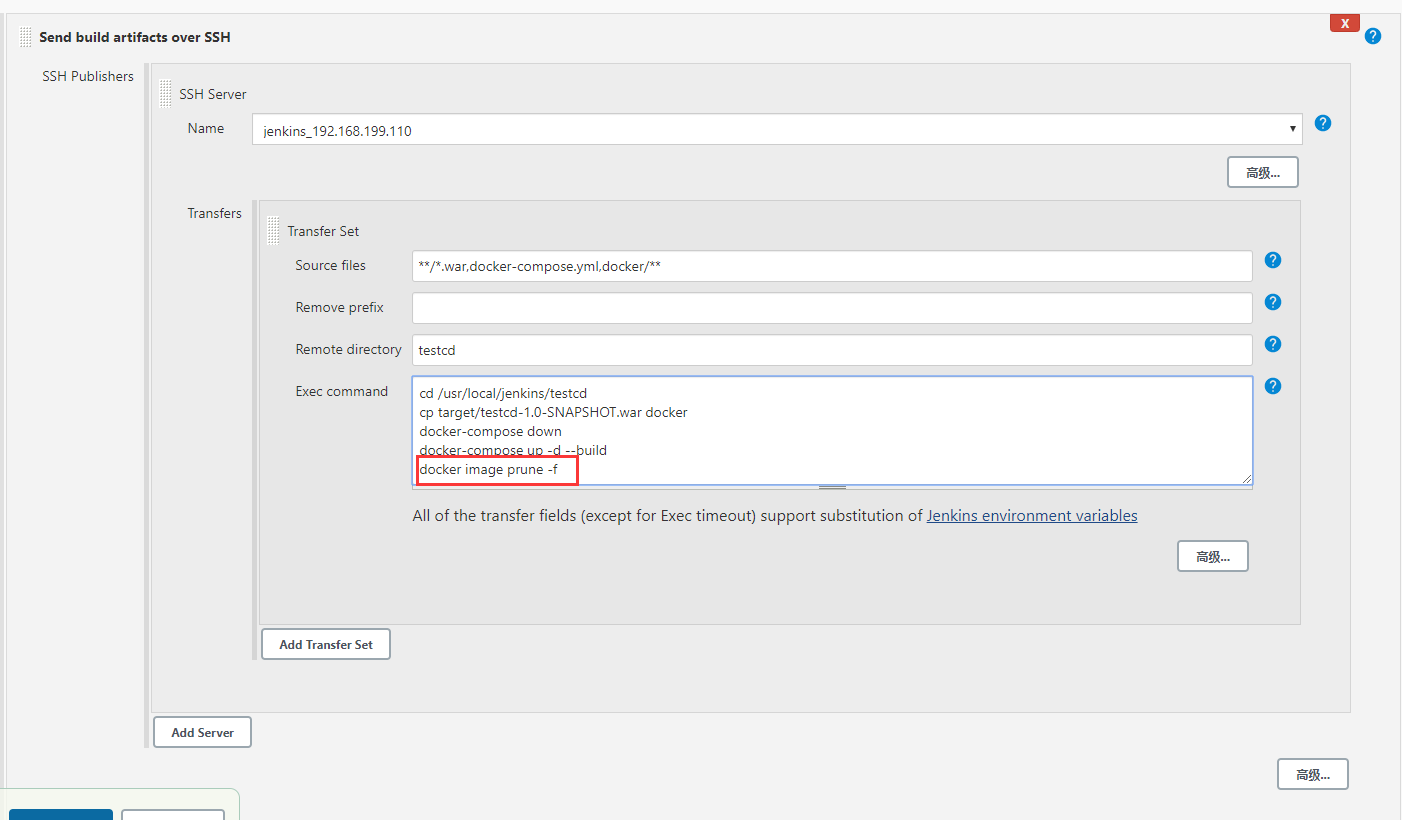 X
Send build artifacts over SSH
?
SSH Publishers
SSH Server
Name
jenkins_192.168.199.110
?
高级...
Transfers
Transfer Set
Source files
**/*.war,docker-compose.yml,docker/**
?
Remove prefix
?
Remote directory
testcd
?
Exec command
cd /usr/local/jenkins/testcd
cp target/testcd-1.0-SNAPSHOT.war docker
docker-compose down
docker-compose up -d --build
docker image prune -f
?
All of the transfer fields (except for Exec timeout) support substitution of Jenkins environment variables
高级...
Add Transfer Set
Add Server
高级...